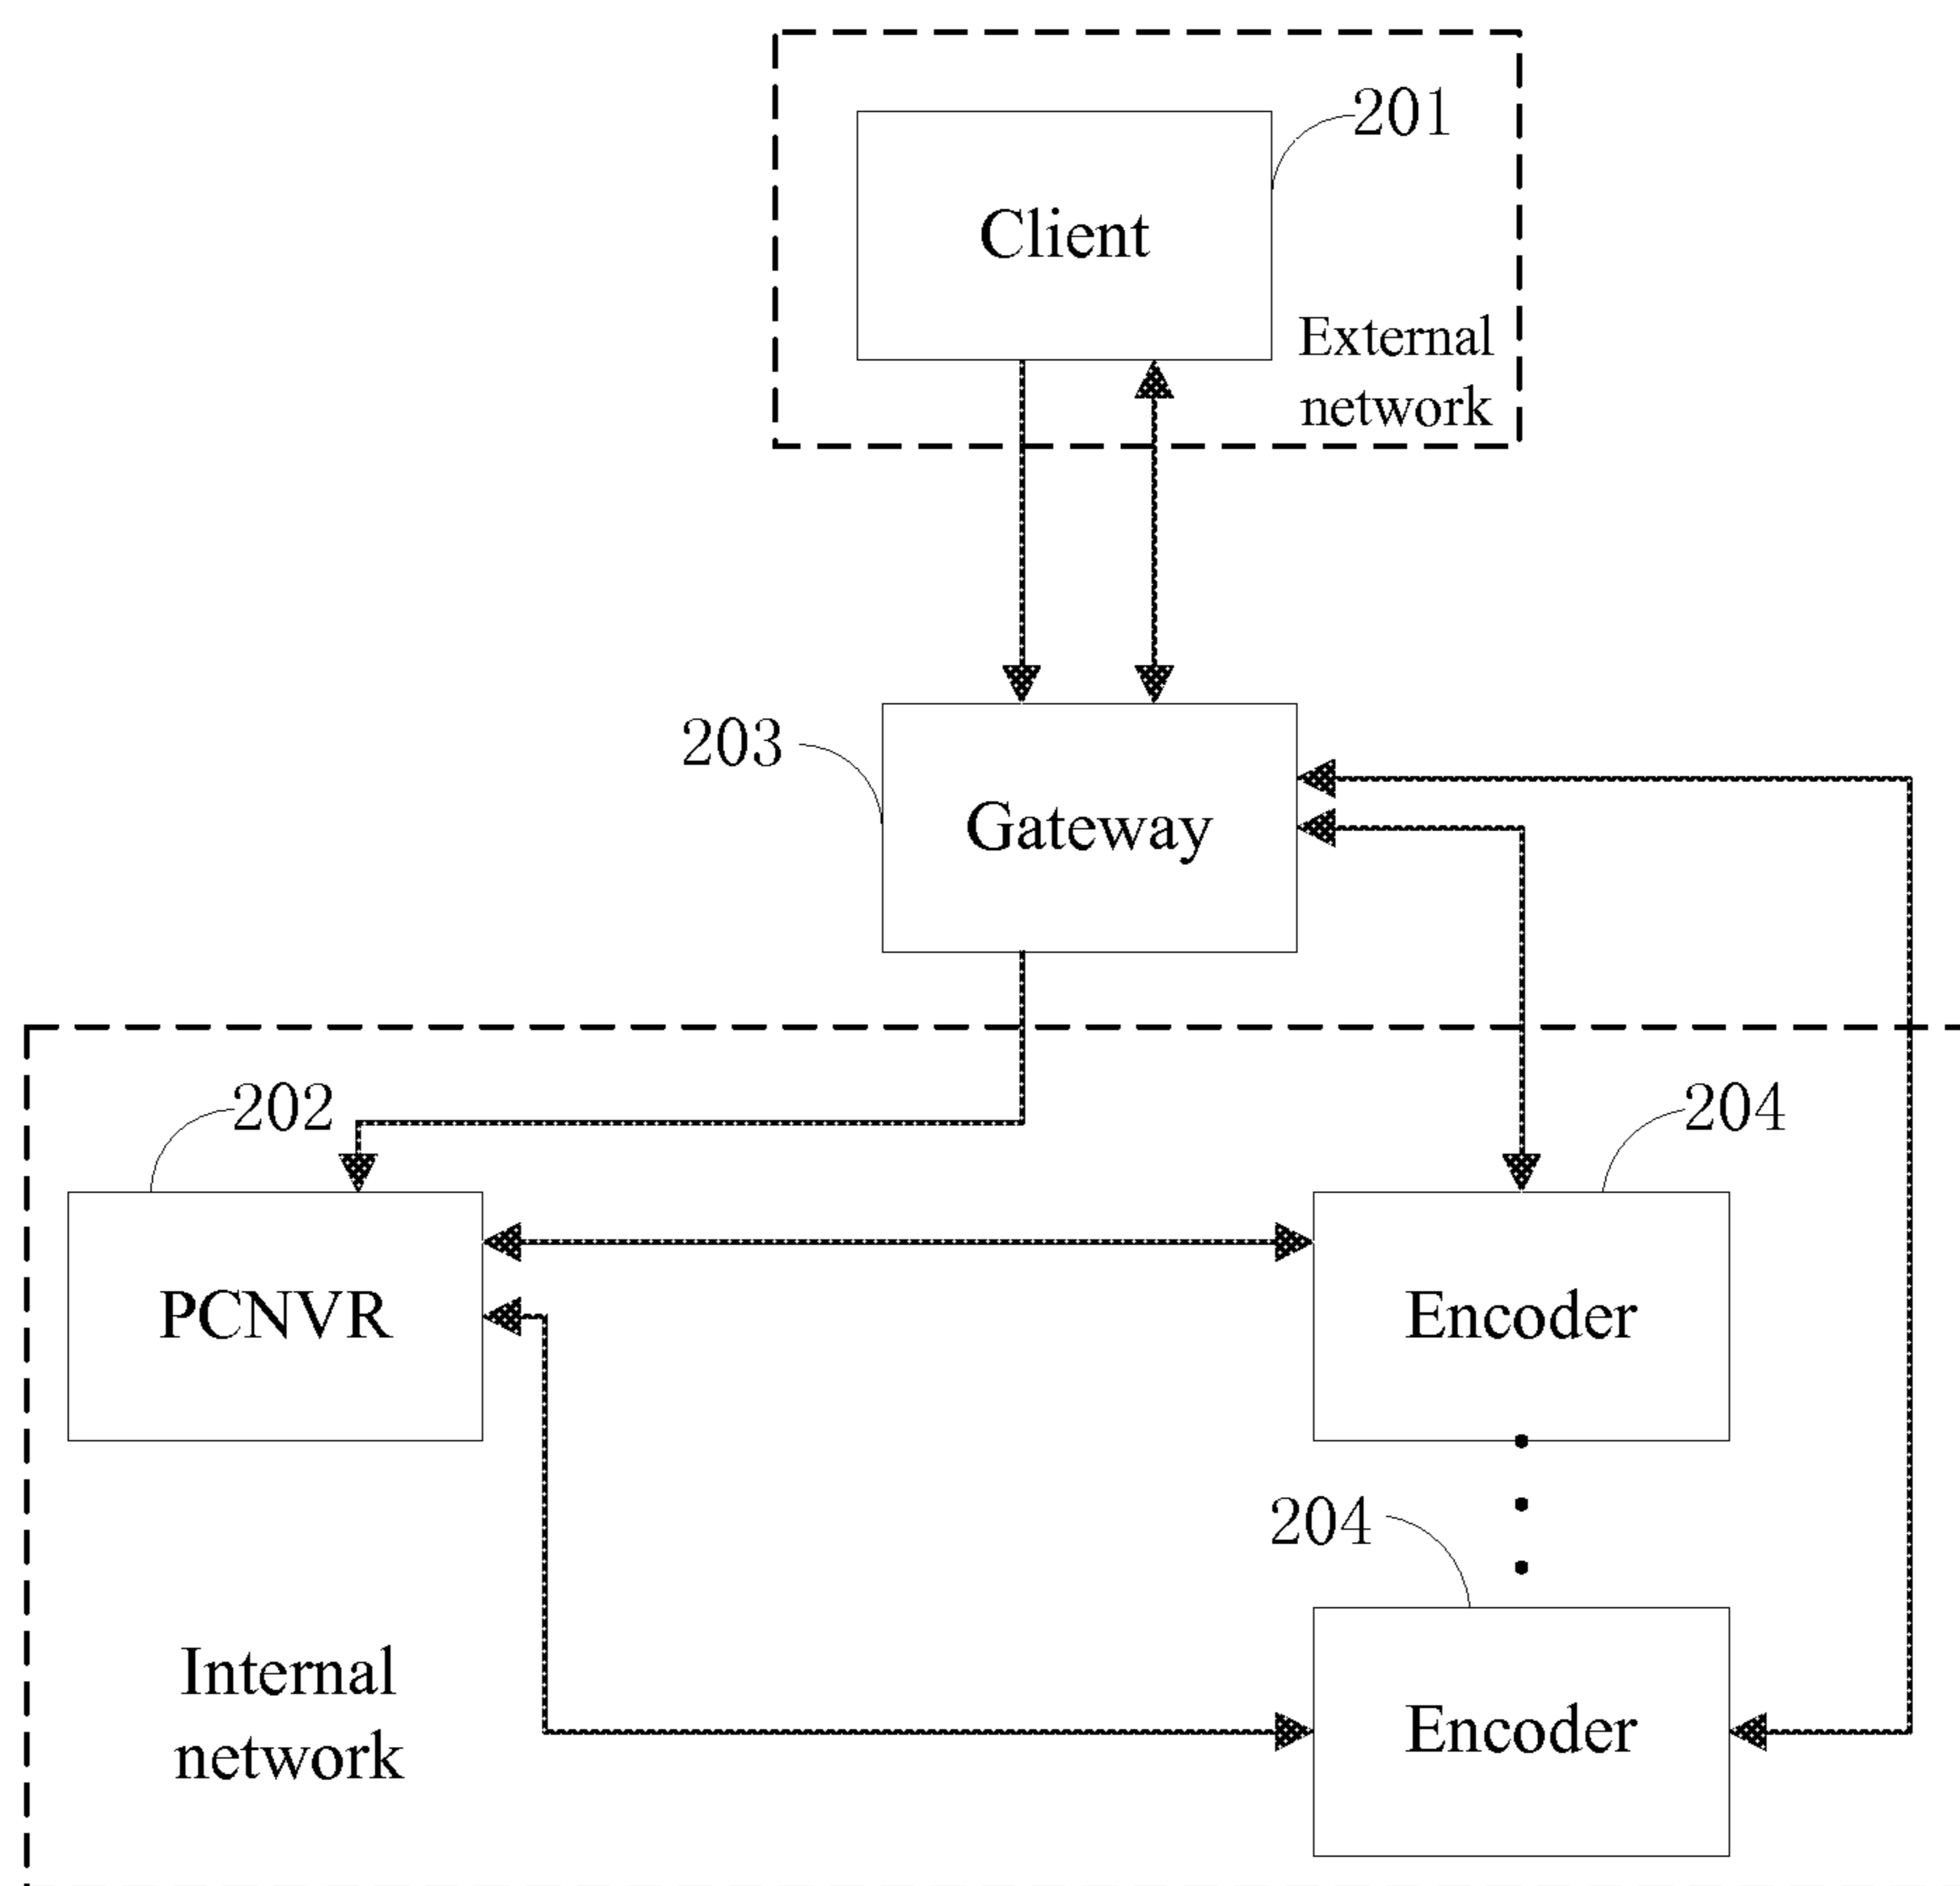 201
Client
External
network
203
Gateway
202
204
PCNVR
Encoder
204
Internal
network
Encoder